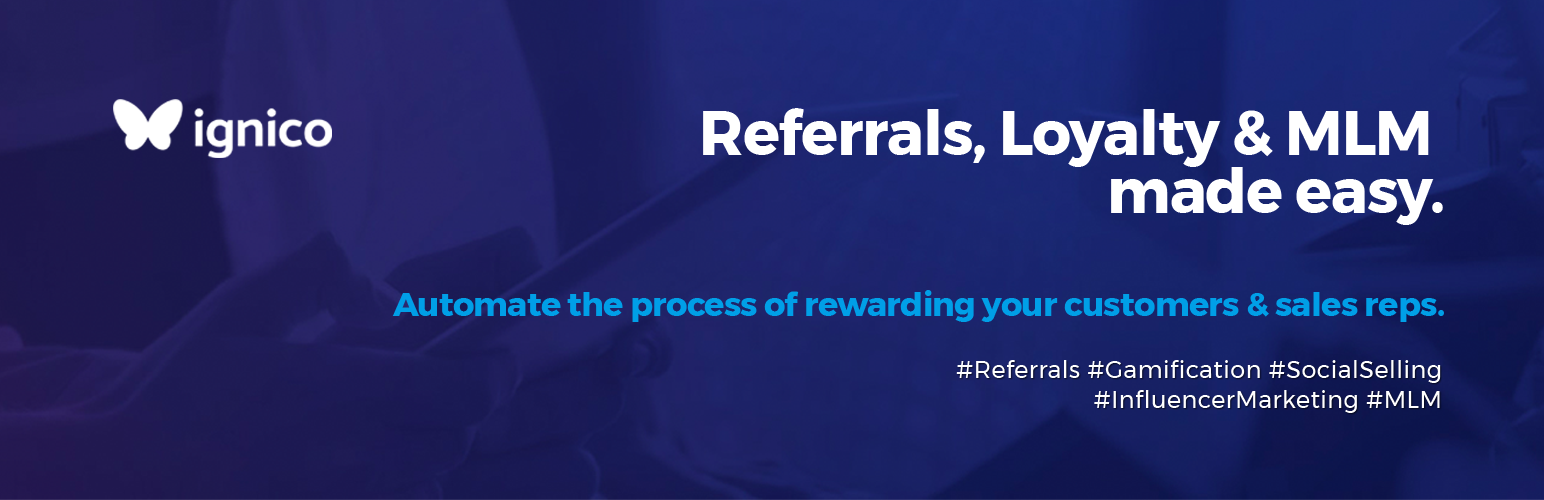 ignico
Referrals, Loyalty & MLM
made easy.
Automate the process of rewarding your customers & sales reps.
#Referrals #Gamification #SocialSelling
#InfluencerMarketing #MLM